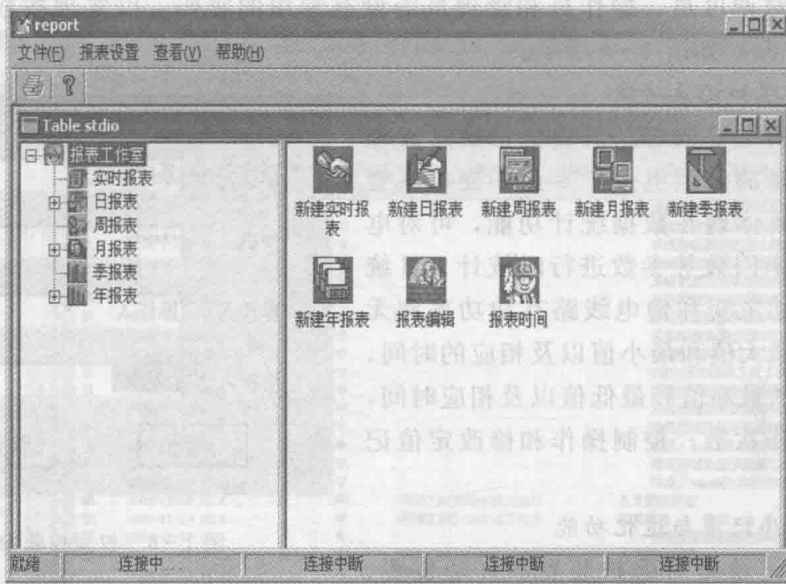 report
文件(F) 报表设置 查看(V) 帮助(H)
Table stdio
报表工作室
实时报表
日报表
周报表
月报表
季报表
年报表
新建实时报表
新建日报表
新建周报表
新建月报表
新建季报表
新建年报表
报表编辑
报表时间
就绪 连接中... 连接中断 连接中断 连接中断